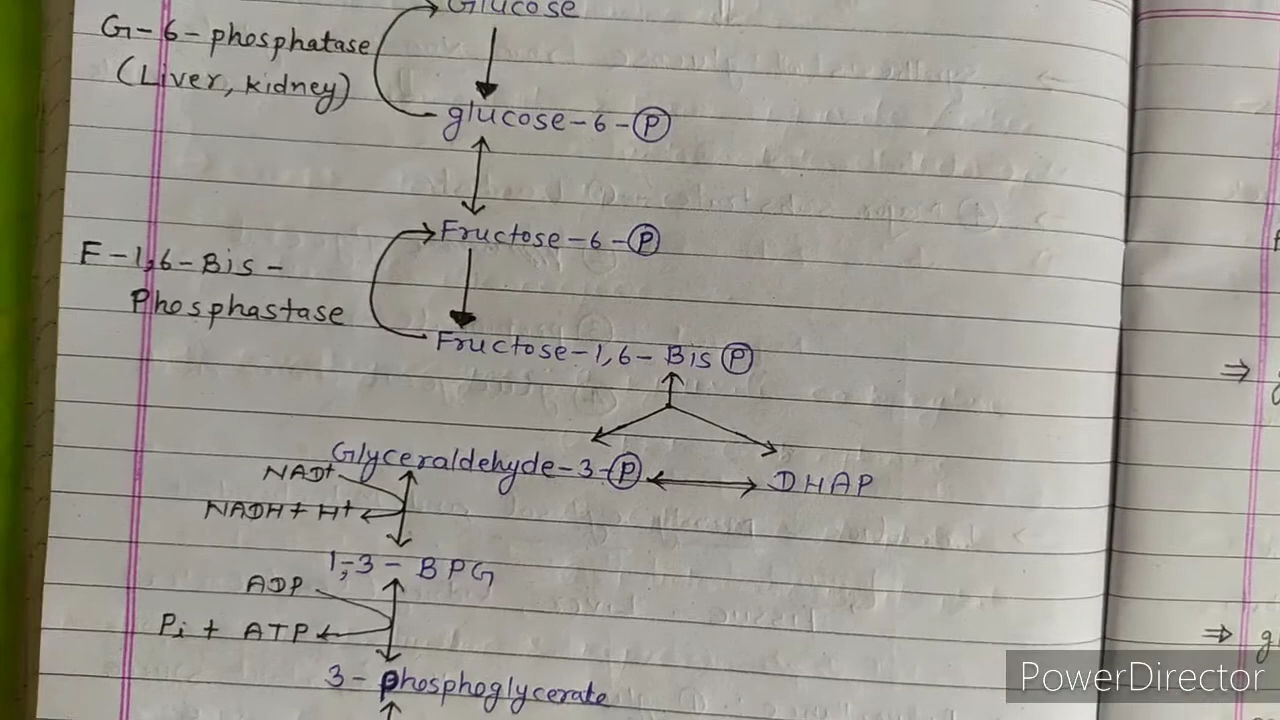 Glucose
G-6-phosphatase
(Liver, kidney)
glucose-6-P
Fructose-6-P
F-1,6-Bis-
Phosphastase
Fructose-1,6-Bis P
Glyceraldehyde-3-P
DHAP
NAD+
NADH + H+
1,3-BPG
ADP
Pi + ATP
3-phosphoglycerate
⇒
⇒ g
PowerDirector